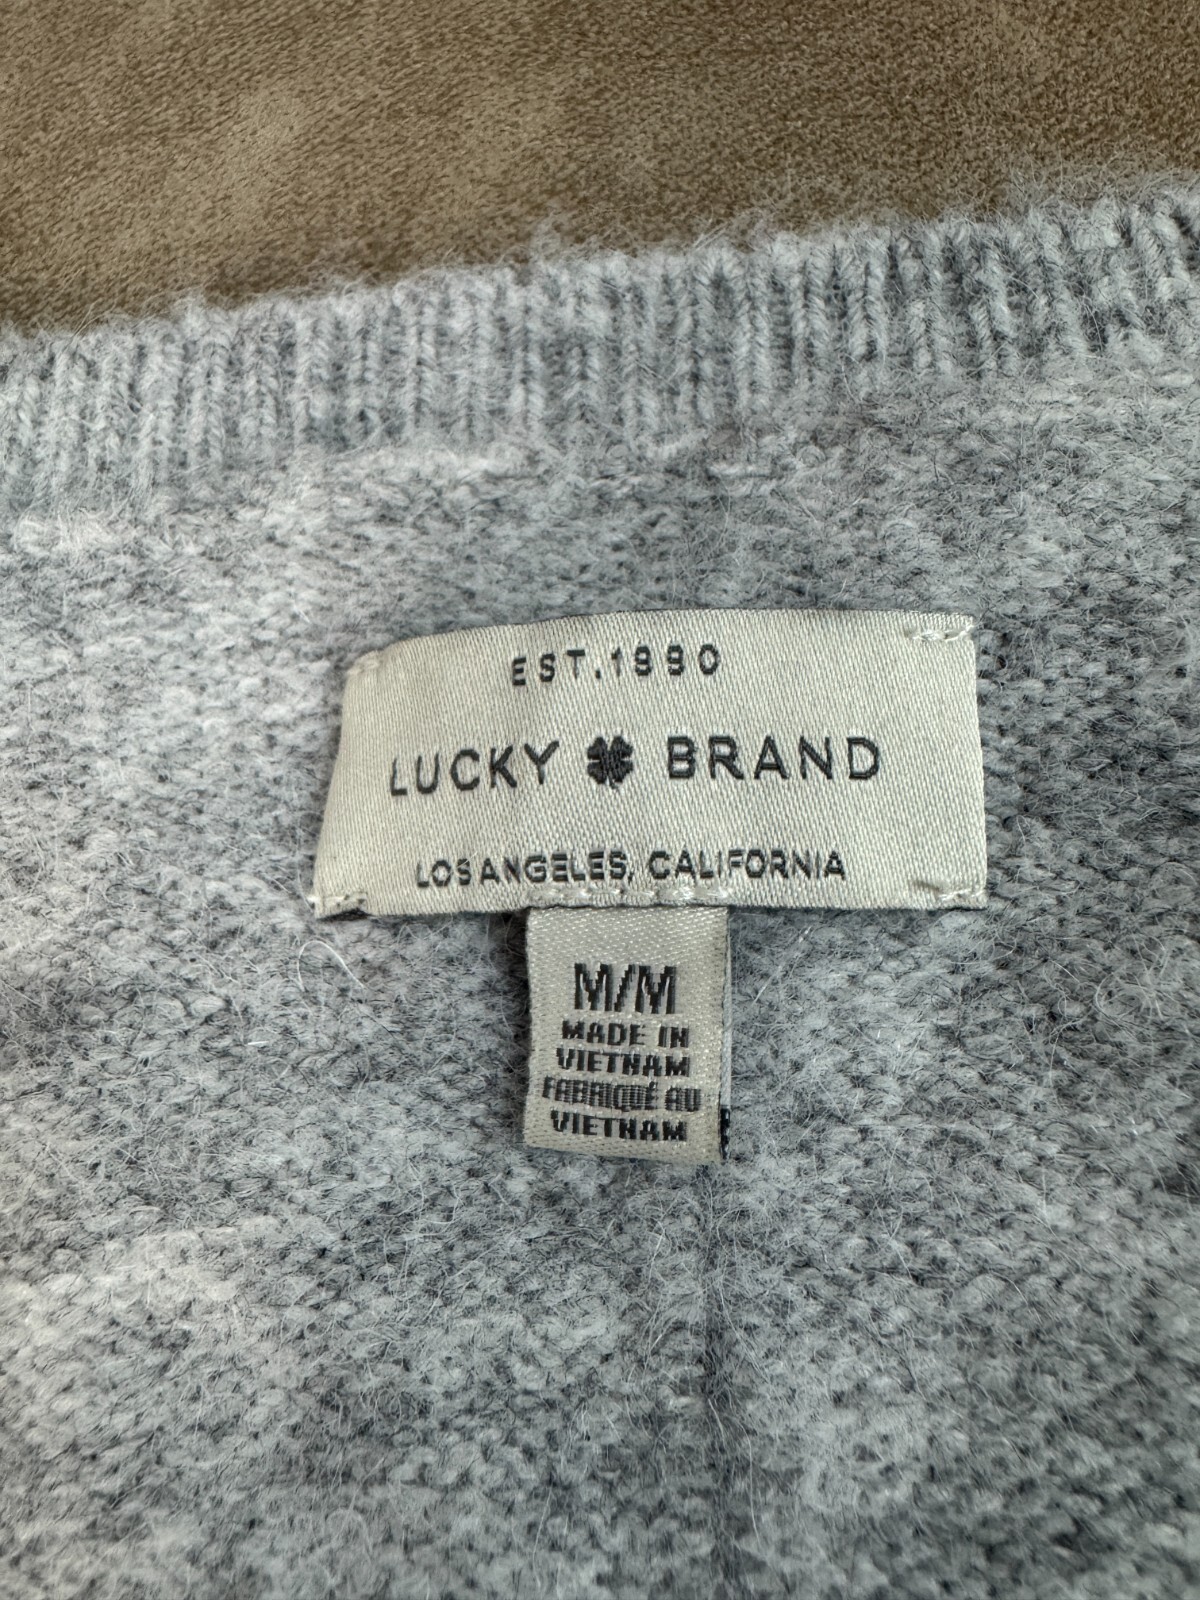 EST.1990
LUCKY BRAND
LOS ANGELES, CALIFORNIA
M/M
MADE IN
VIETNAM
FABRIQUÉ AU
VIETNAM